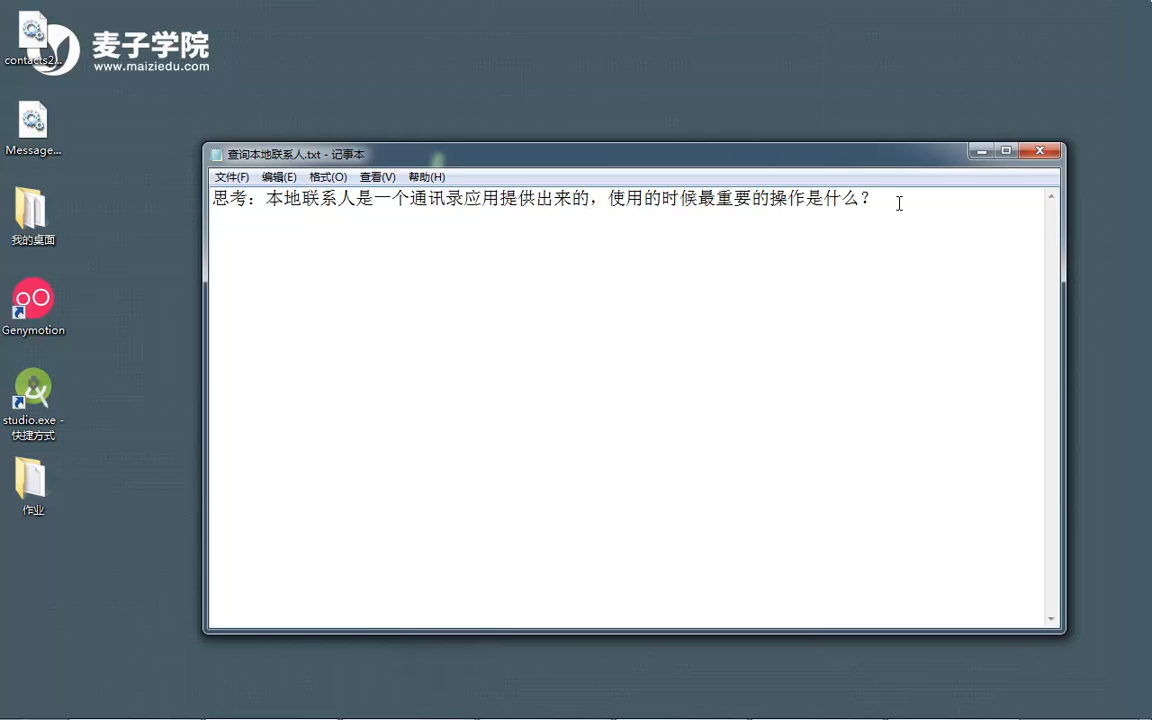 麦子学院
www.maiziedu.com
contacts2...
Message...
我的桌面
Genymotion
studio.exe -
快捷方式
作业
查询本地联系人.txt - 记事本
文件(F) 编辑(E) 格式(O) 查看(V) 帮助(H)
思考：本地联系人是一个通讯录应用提供出来的，使用的时候最重要的操作是什么？